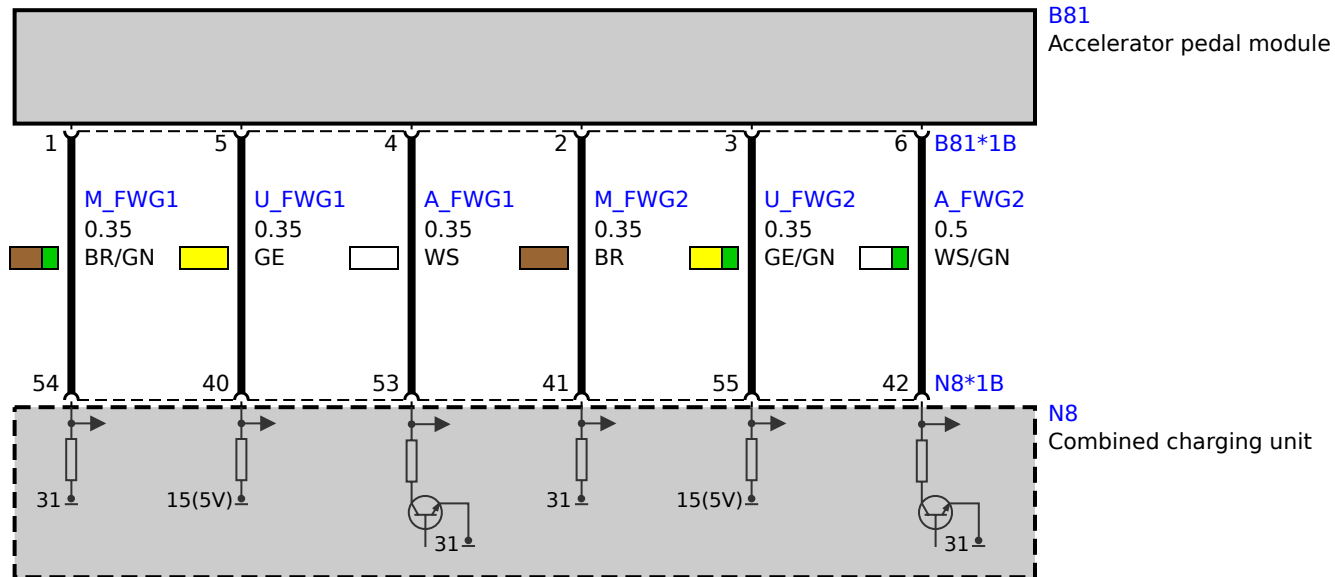 B81
Accelerator pedal module
1 5 4 2 3 6 B81*1B
M_FWG1 U_FWG1 A_FWG1 M_FWG2 U_FWG2 A_FWG2
0.35 0.35 0.35 0.35 0.35 0.5
BR/GN GE WS BR GE/GN WS/GN
54 40 53 41 55 42 N8*1B
N8
Combined charging unit
31 15(5V) 31 15(5V)
31 31